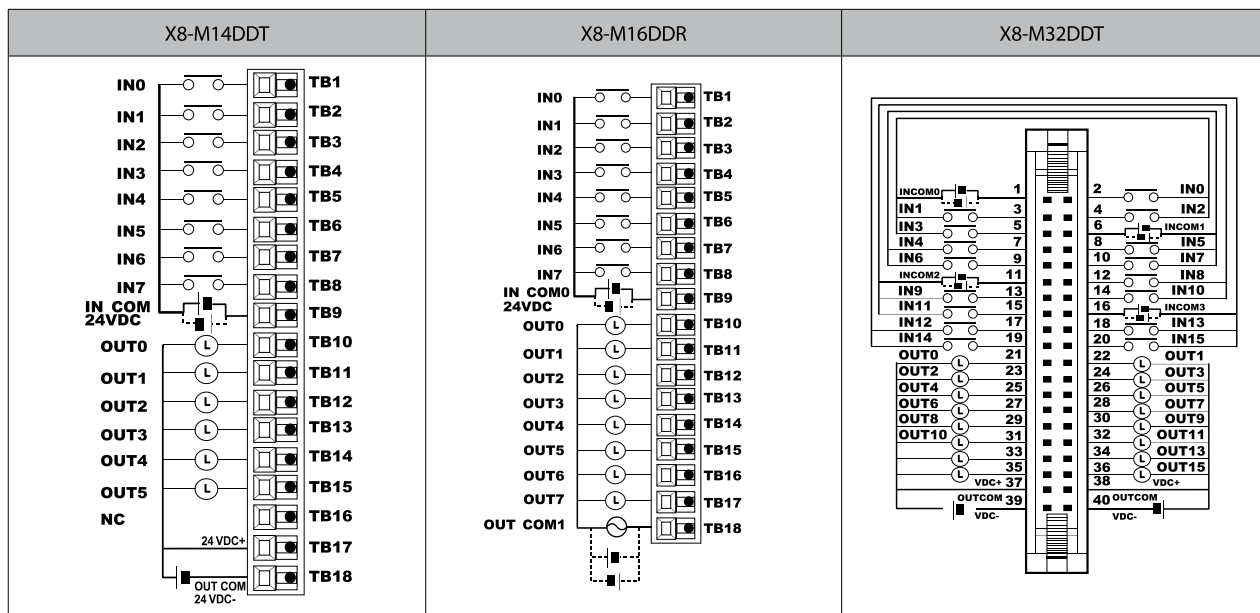 X8-M14DDT
IN0 TB1
IN1 TB2
IN2 TB3
IN3 TB4
IN4 TB5
IN5 TB6
IN6 TB7
IN7 TB8
IN COM
24VDC TB9
OUT0 L TB10
OUT1 L TB11
OUT2 L TB12
OUT3 L TB13
OUT4 L TB14
OUT5 L TB15
NC TB16
24 VDC+ TB17
OUT COM TB18
24 VDC-
X8-M16DDR
IN0 TB1
IN1 TB2
IN2 TB3
IN3 TB4
IN4 TB5
IN5 TB6
IN6 TB7
IN7 TB8
IN COM0 TB9
24VDC
OUT0 L TB10
OUT1 L TB11
OUT2 L TB12
OUT3 L TB13
OUT4 L TB14
OUT5 L TB15
OUT6 L TB16
OUT7 L TB17
OUT COM1 TB18
X8-M32DDT
INCOM0 1 2 IN0
IN1 3 4 IN2
IN3 5 6 INCOM1
IN4 7 8 IN5
IN6 9 10 IN7
INCOM2 11 12 IN8
IN9 13 14 IN10
IN11 15 16 INCOM3
IN12 17 18 IN13
IN14 19 20 IN15
OUT0 21 22 OUT1
OUT2 L 23 24 L OUT3
OUT4 L 25 26 L OUT5
OUT6 L 27 28 L OUT7
OUT8 L 29 30 L OUT9
OUT10 L 31 32 L OUT11
L 33 34 L OUT13
L 35 36 L OUT15
L VDC+ 37 38 L VDC+
OUTCOM 39 40 OUTCOM
VDC- VDC-